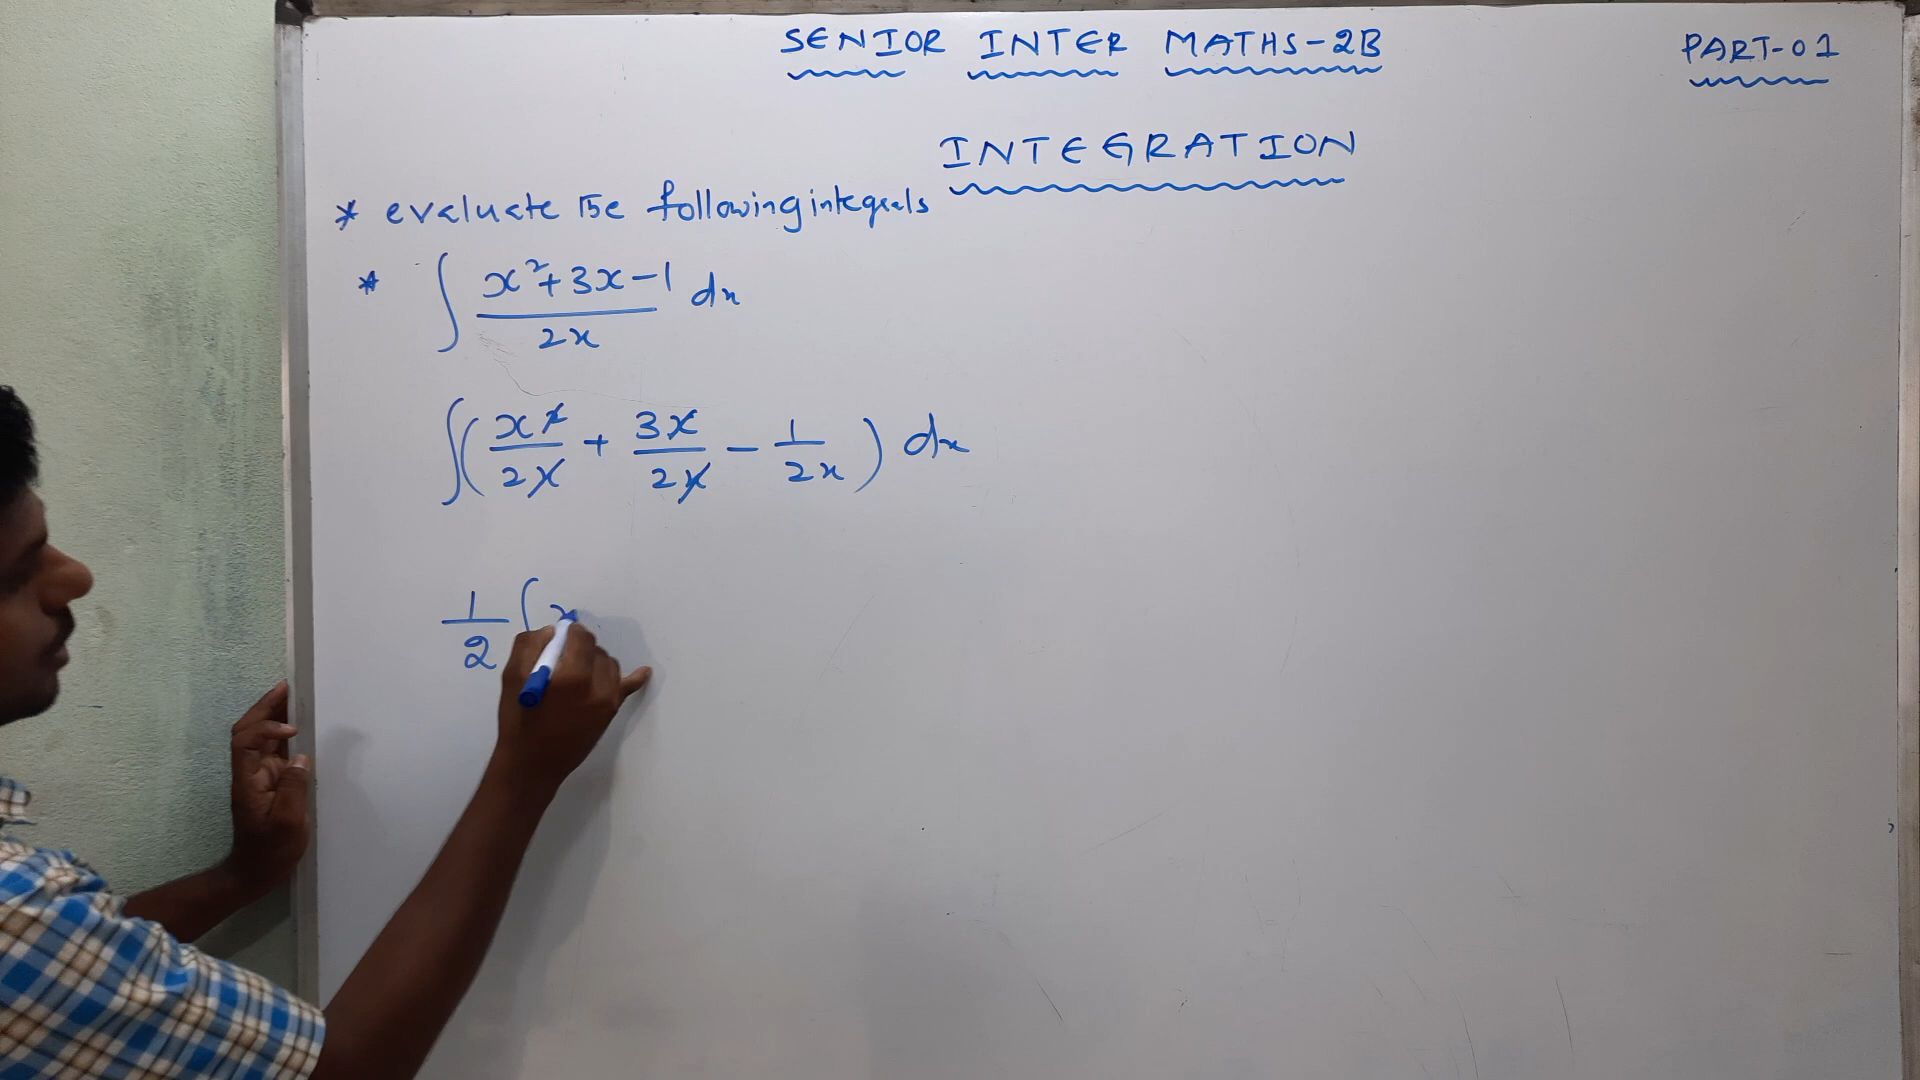 SENIOR INTER MATHS-2B PART-01
INTEGRATION
* evaluate the following integrals
* ∫ (x²+3x-1)/(2x) dx
∫ ( x²/2x + 3x/2x - 1/2x ) dx
1/2 ∫ x